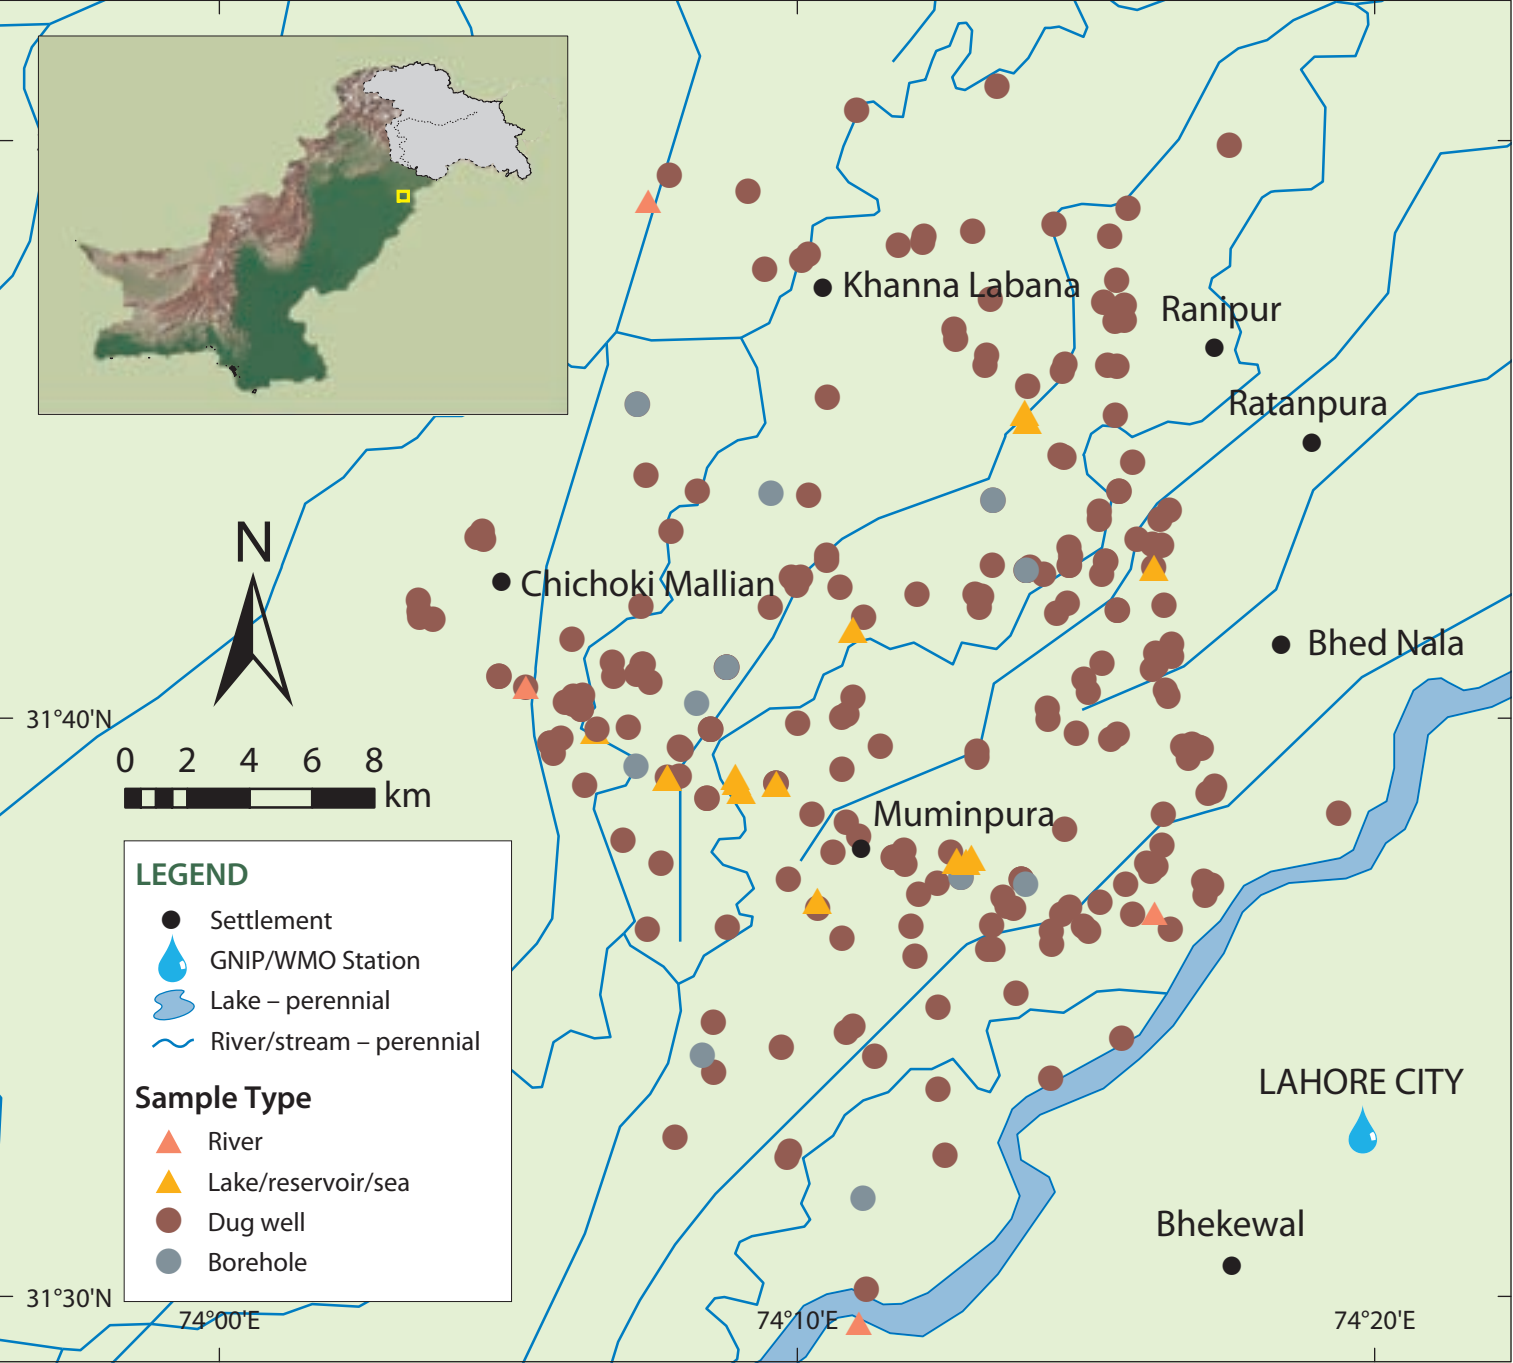 Khanna Labana
Ranipur
Ratanpura
N
Chichoki Mallian
Bhed Nala
31°40'N
0 2 4 6 8
km
Muminpura
LEGEND
Settlement
GNIP/WMO Station
Lake – perennial
River/stream – perennial
Sample Type
River
Lake/reservoir/sea
Dug well
Borehole
LAHORE CITY
Bhekewal
31°30'N
74°00'E 74°10'E 74°20'E